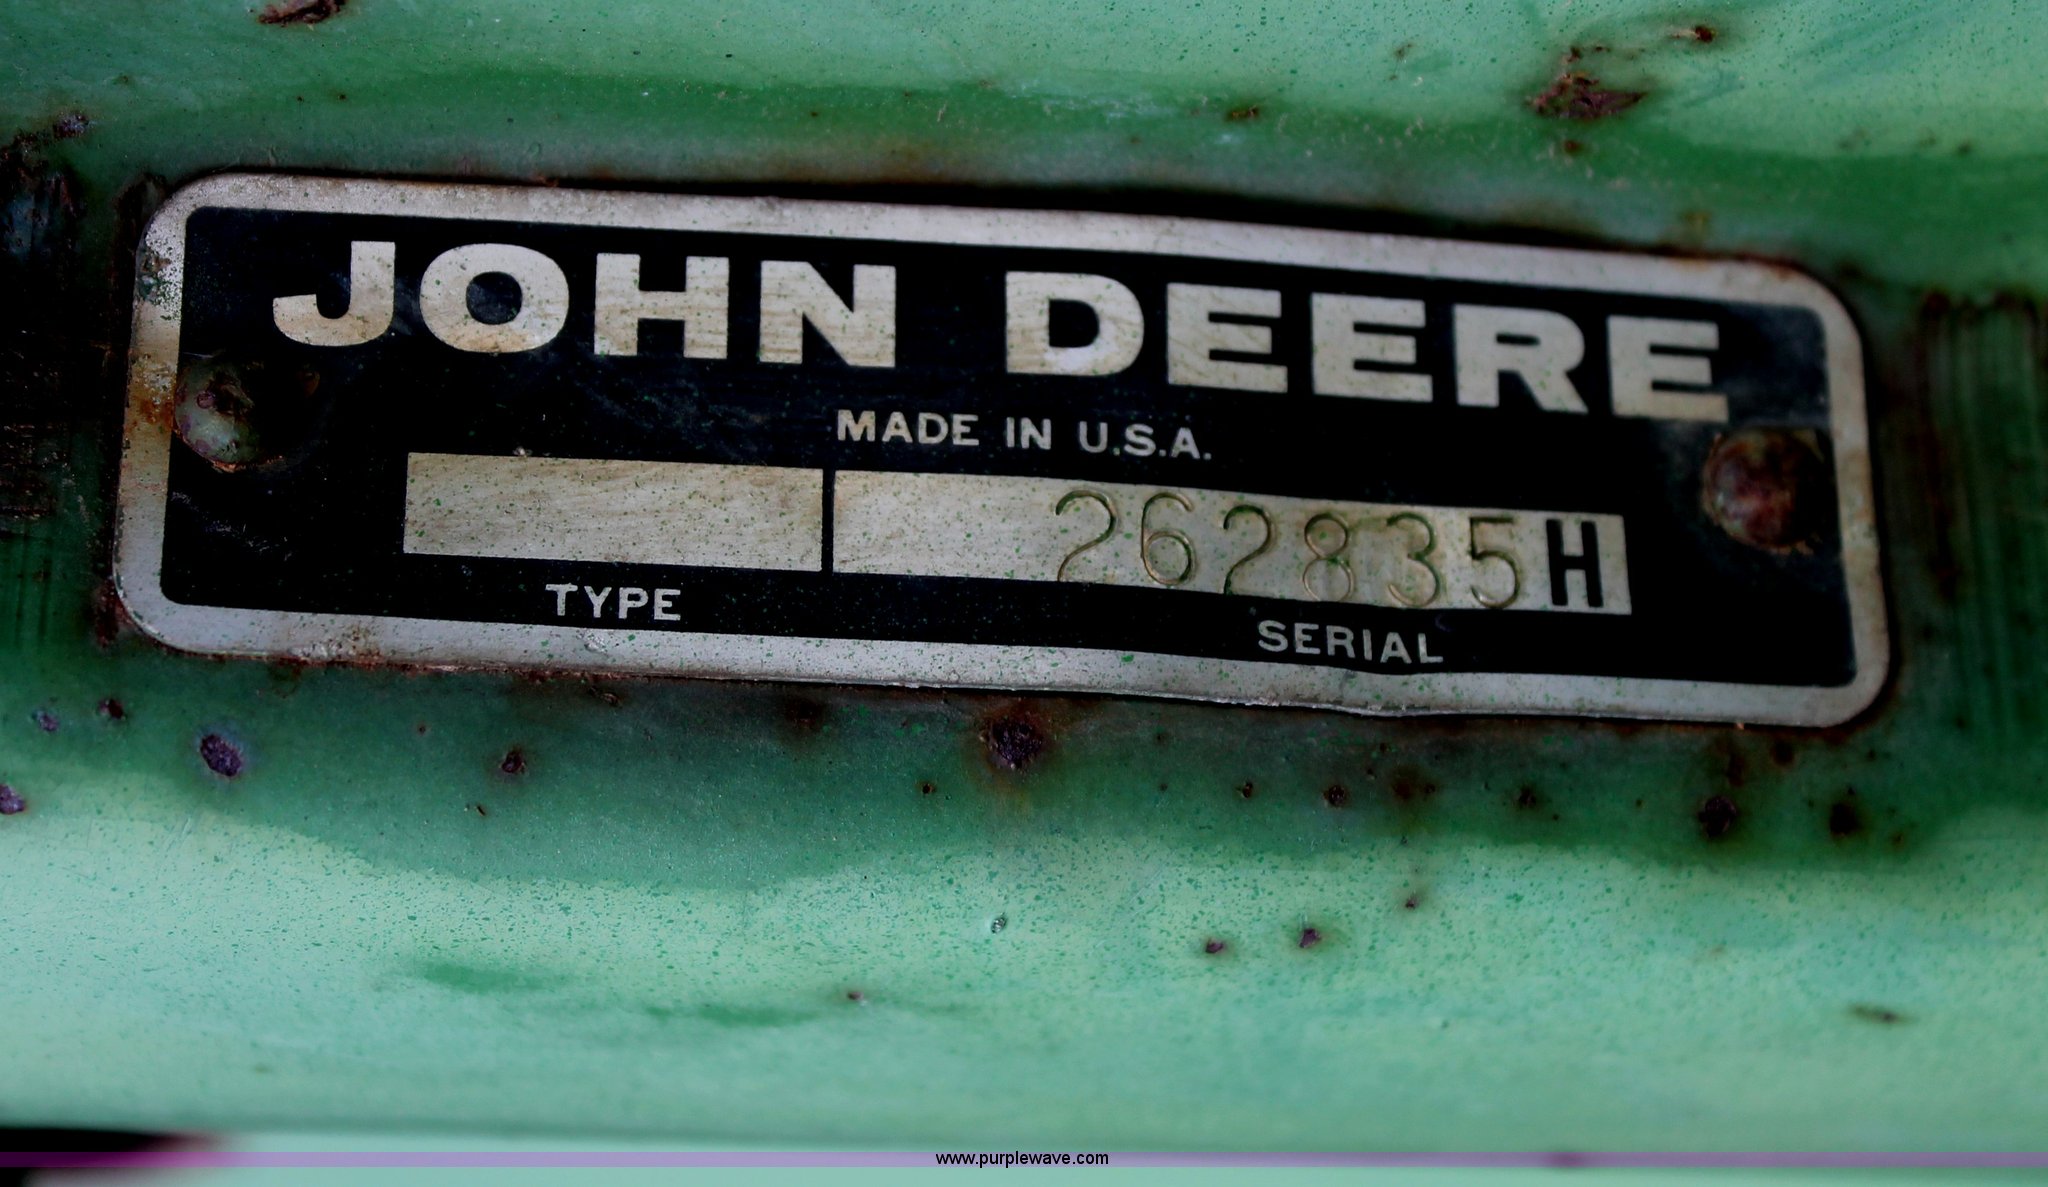 JOHN DEERE
MADE IN U.S.A.
262835H
TYPE SERIAL
www.purplewave.com